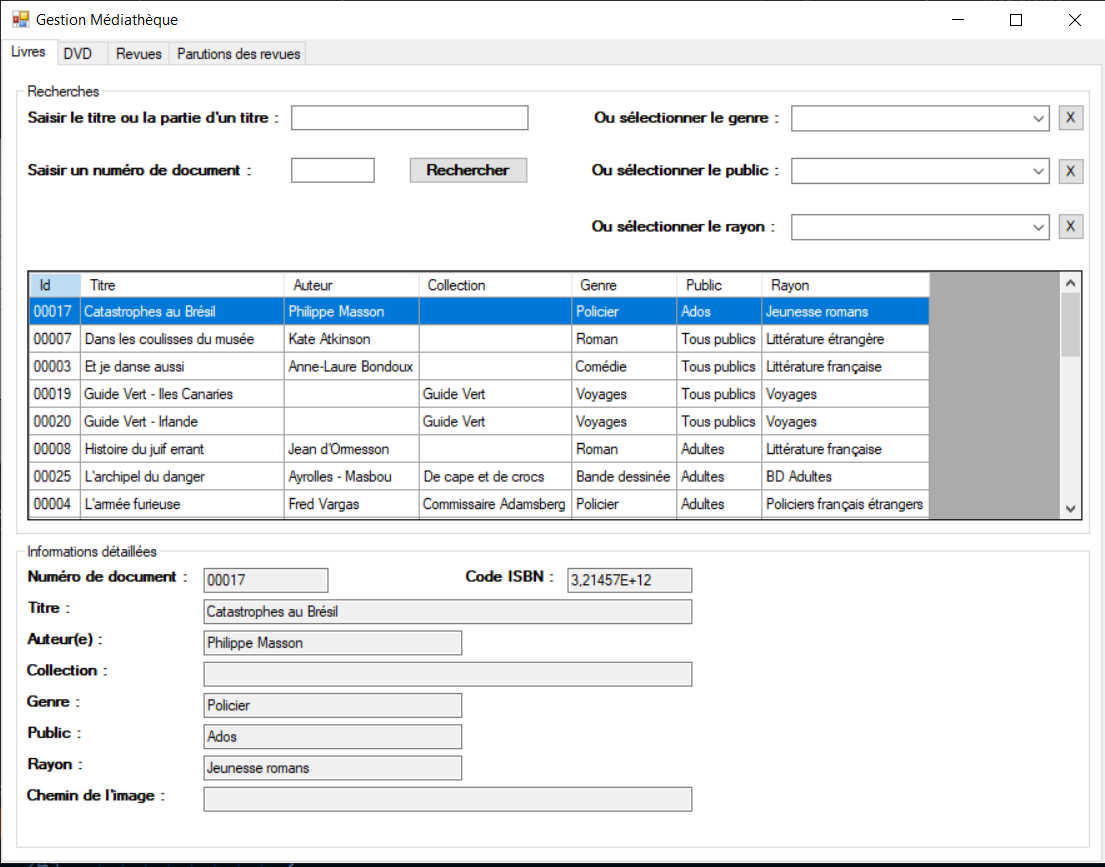 Gestion Médiathèque
Livres DVD Revues Parutions des revues
Recherches
Saisir le titre ou la partie d'un titre : Ou sélectionner le genre : X
Saisir un numéro de document : Rechercher Ou sélectionner le public : X
Ou sélectionner le rayon : X
Id Titre Auteur Collection Genre Public Rayon
00017 Catastrophes au Brésil Philippe Masson Policier Ados Jeunesse romans
00007 Dans les coulisses du musée Kate Atkinson Roman Tous publics Littérature étrangère
00003 Et je danse aussi Anne-Laure Bondoux Comédie Tous publics Littérature française
00019 Guide Vert - Iles Canaries Guide Vert Voyages Tous publics Voyages
00020 Guide Vert - Irlande Guide Vert Voyages Tous publics Voyages
00008 Histoire du juif errant Jean d'Ormesson Roman Adultes Littérature française
00025 L'archipel du danger Ayrolles - Masbou De cape et de crocs Bande dessinée Adultes BD Adultes
00004 L'armée furieuse Fred Vargas Commissaire Adamsberg Policier Adultes Policiers français étrangers
Informations détaillées
Numéro de document : 00017 Code ISBN : 3,21457E+12
Titre : Catastrophes au Brésil
Auteur(e) : Philippe Masson
Collection :
Genre : Policier
Public : Ados
Rayon : Jeunesse romans
Chemin de l'image :